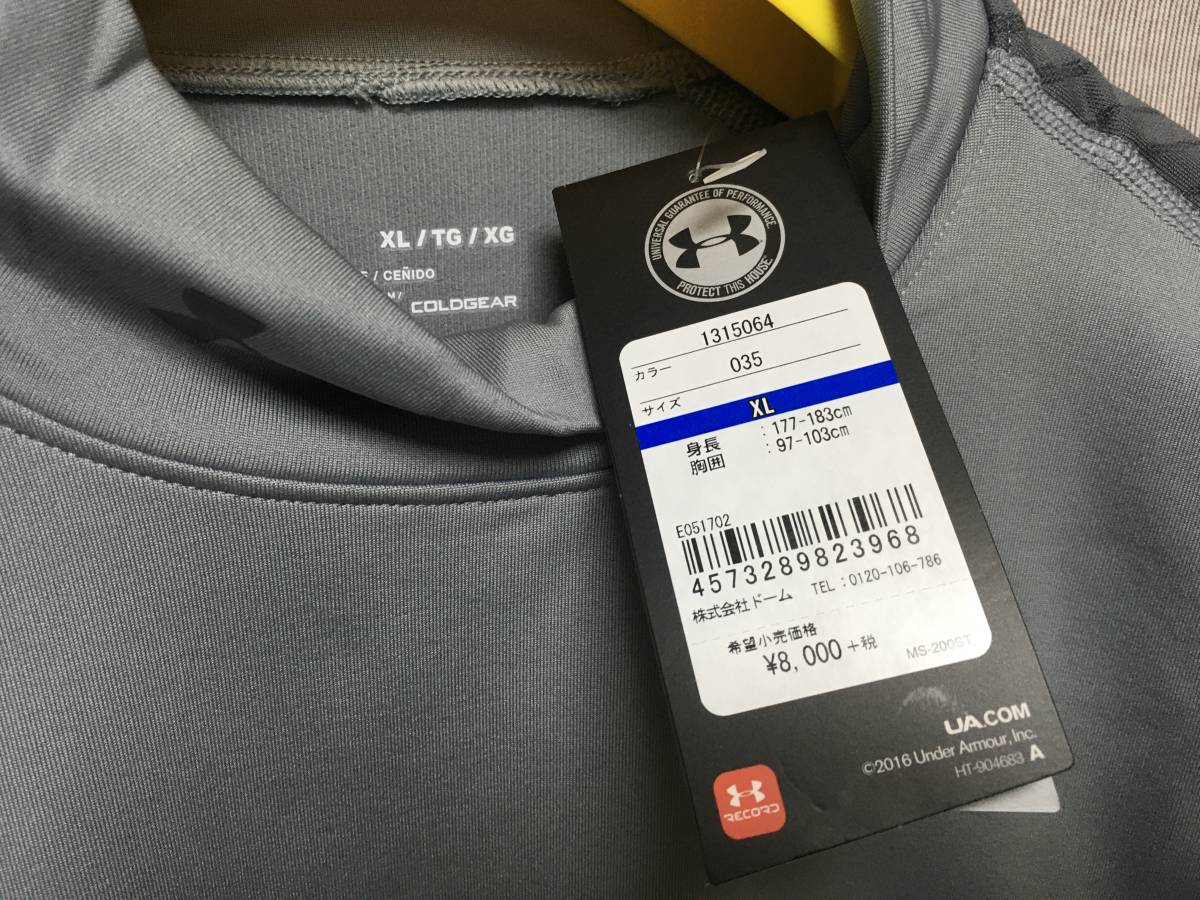 XL / TG / XG
/ CEÑIDO
COLDGEAR
UNIVERSAL GUARANTEE OF PERFORMANCE
PROTECT THIS HOUSE
1315064
カラー 035
サイズ XL
身長 : 177-183cm
胸囲 : 97-103cm
E051702
4573289823968
株式会社ドーム TEL:0120-106-786
希望小売価格
¥8,000+税
MS-200ST
UA.COM
©2016 Under Armour, Inc.
HT-904683 A
RECORD